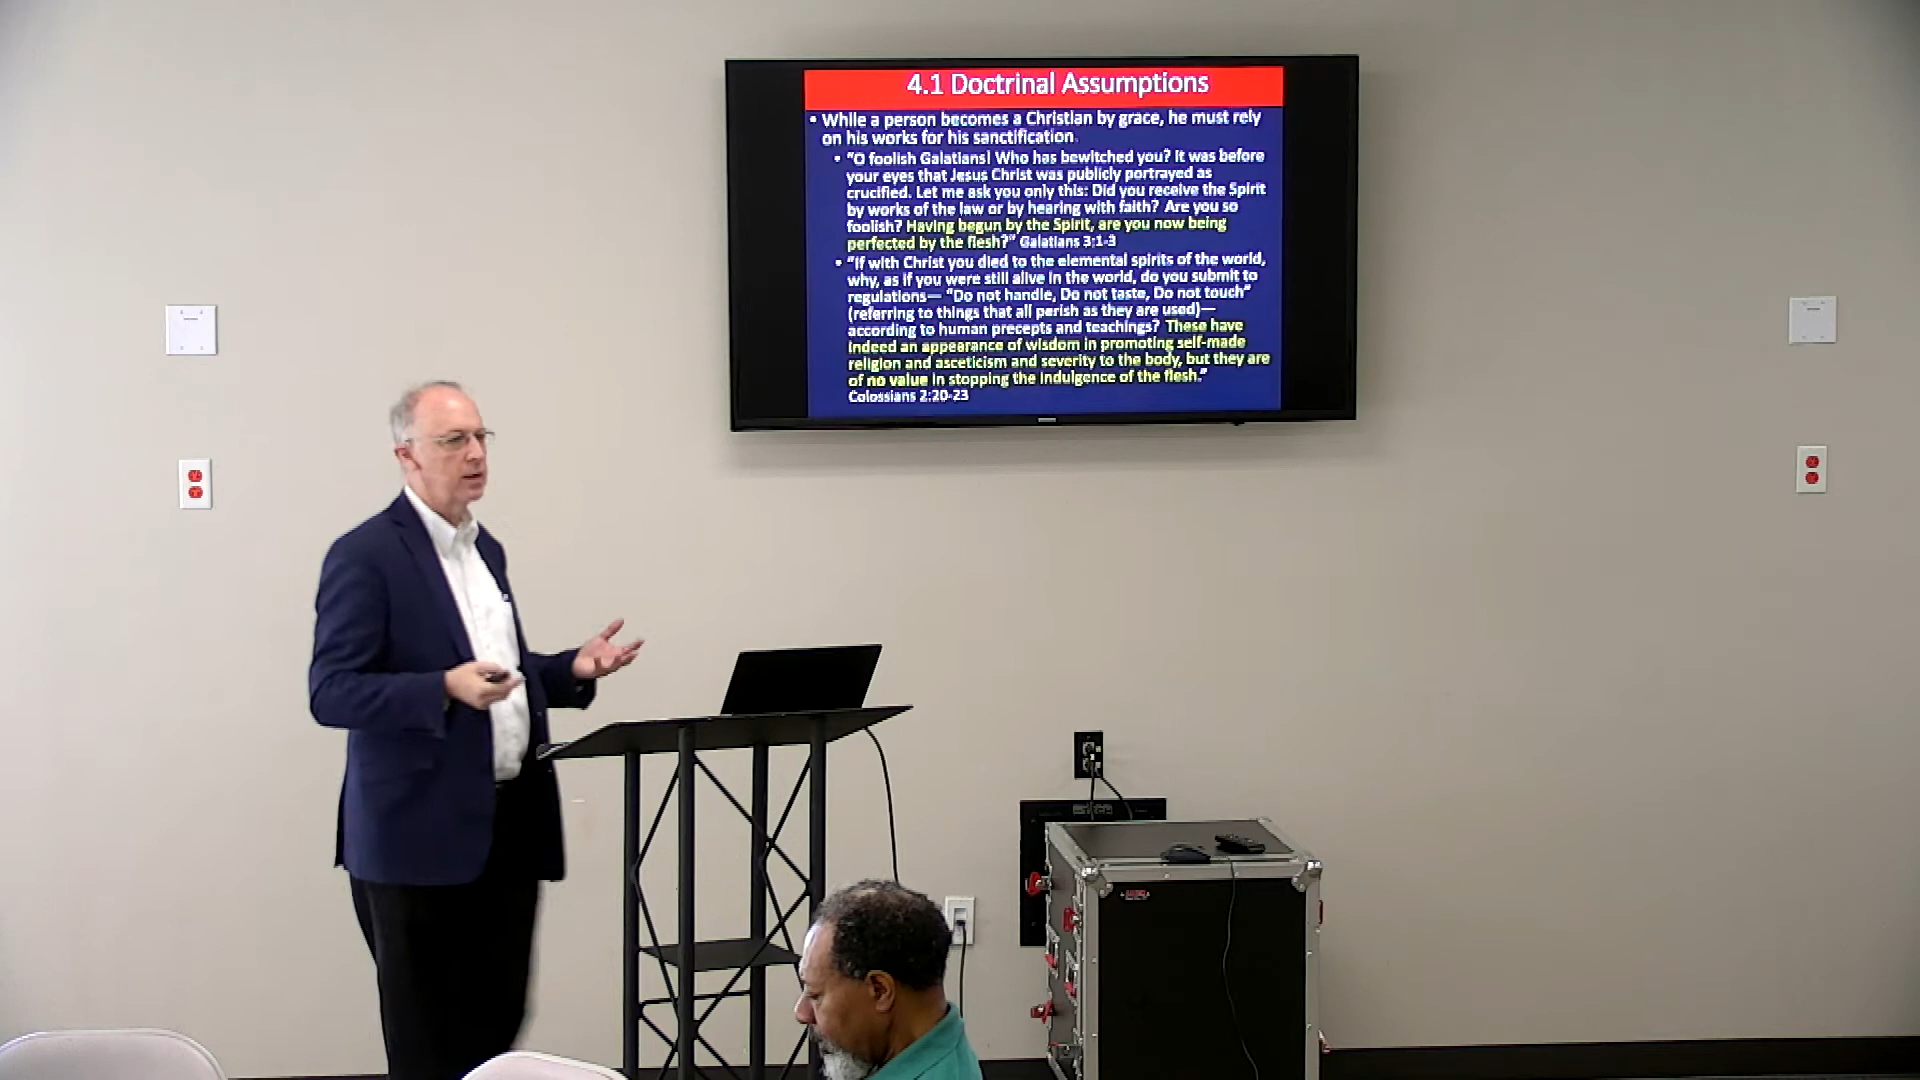 4.1 Doctrinal Assumptions
• While a person becomes a Christian by grace, he must rely
on his works for his sanctification.
• "O foolish Galatians! Who has bewitched you? It was before
your eyes that Jesus Christ was publicly portrayed as
crucified. Let me ask you only this: Did you receive the Spirit
by works of the law or by hearing with faith? Are you so
foolish? Having begun by the Spirit, are you now being
perfected by the flesh?" Galatians 3:1-3
• "If with Christ you died to the elemental spirits of the world,
why, as if you were still alive in the world, do you submit to
regulations— "Do not handle, Do not taste, Do not touch"
(referring to things that all perish as they are used)—
according to human precepts and teachings? These have
indeed an appearance of wisdom in promoting self-made
religion and asceticism and severity to the body, but they are
of no value in stopping the indulgence of the flesh."
Colossians 2:20-23